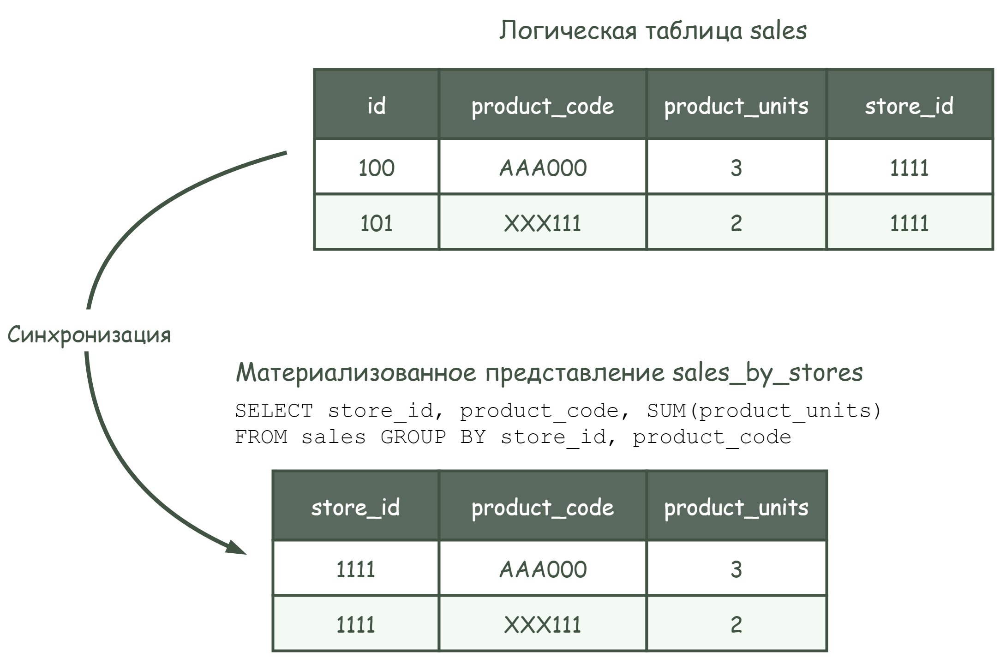 Логическая таблица sales
id product_code product_units store_id
100 AAA000 3 1111
101 XXX111 2 1111
Синхронизация
Материализованное представление sales_by_stores
SELECT store_id, product_code, SUM(product_units)
FROM sales GROUP BY store_id, product_code
store_id product_code product_units
1111 AAA000 3
1111 XXX111 2